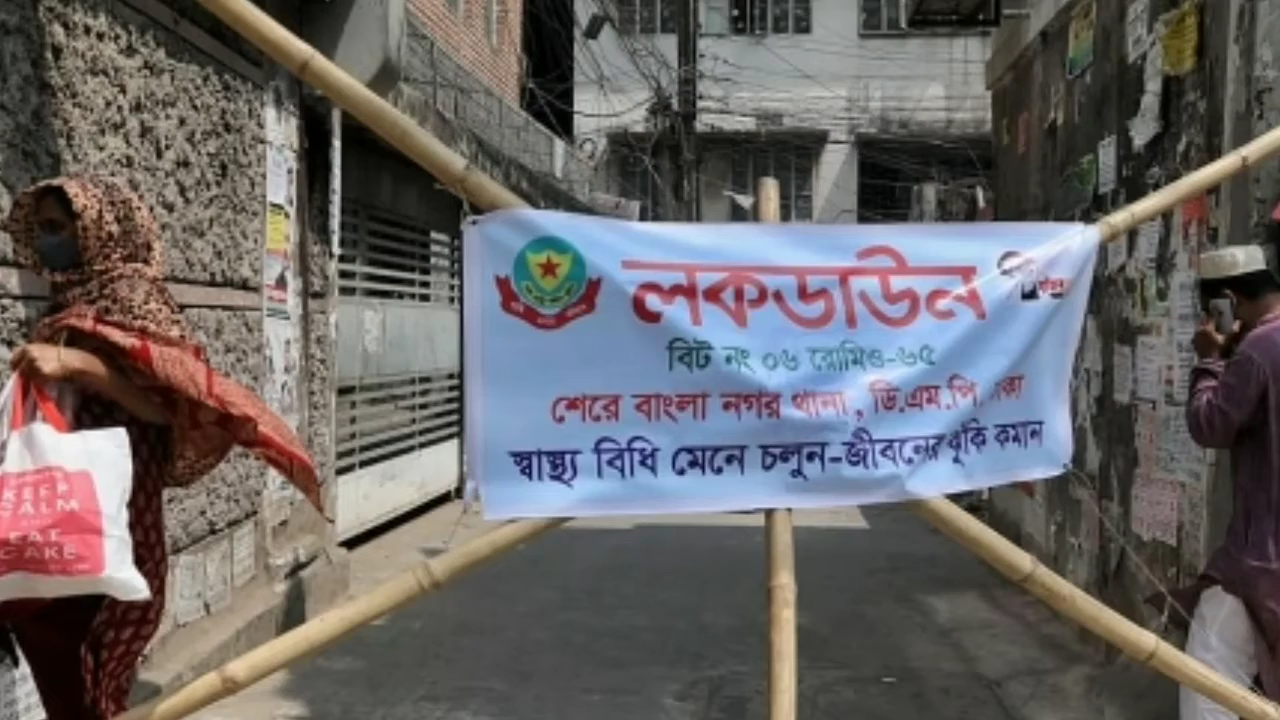 লকডাউন
বিট নং ০৬ রোমিও-৬৫
শেরে বাংলা নগর থানা, ডি.এম.পি,
স্বাস্থ্য বিধি মেনে চলুন-জীবনের ঝুকি কমান
KEEP
CALM
EAT
CAKE